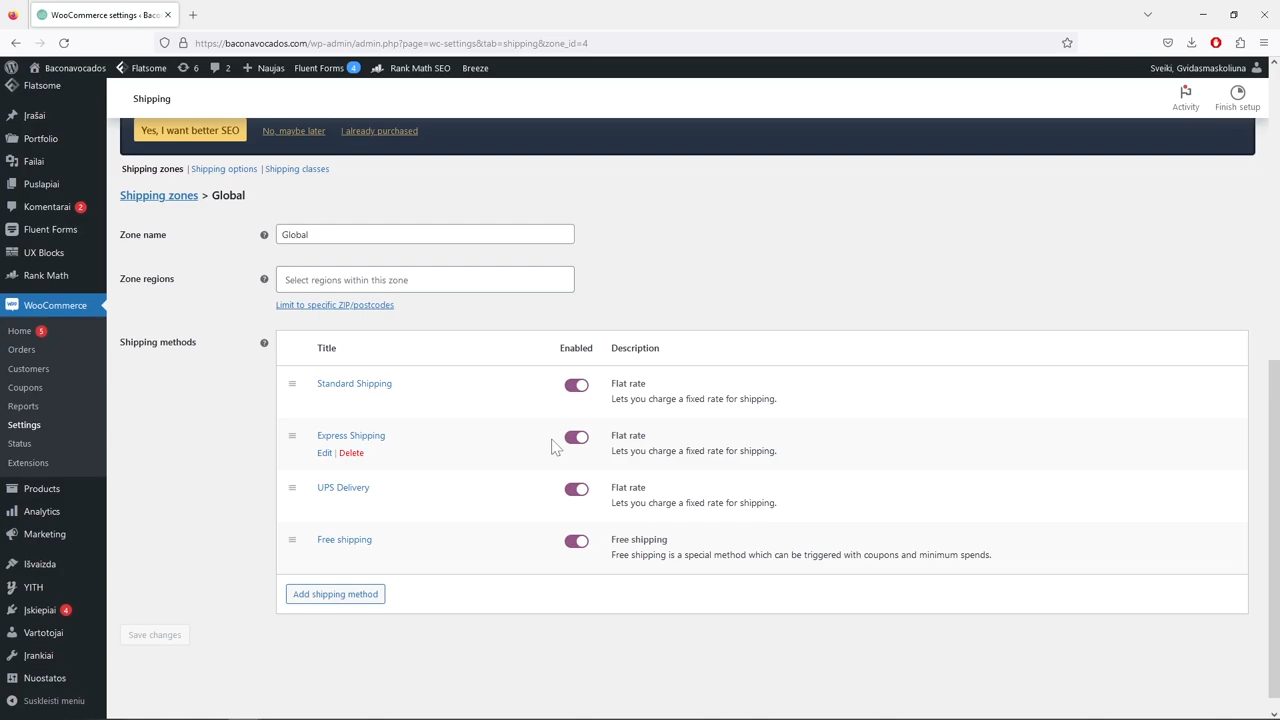 WooCommerce settings ‹ Baco
https://baconavocados.com/wp-admin/admin.php?page=wc-settings&tab=shipping&zone_id=4
Baconavocados
Flatsome
6
2
Naujas
Fluent Forms 4
Rank Math SEO
Breeze
Sveiki, Gvidasmaskoliuna
Flatsome
Įrašai
Portfolio
Failai
Puslapiai
Komentarai 2
Fluent Forms
UX Blocks
Rank Math
WooCommerce
Home 5
Orders
Customers
Coupons
Reports
Settings
Status
Extensions
Products
Analytics
Marketing
Išvaizda
YITH
Įskiepiai 4
Vartotojai
Įrankiai
Nuostatos
Suskleisti meniu
Shipping
Activity
Finish setup
Yes, I want better SEO
No, maybe later
I already purchased
Shipping zones | Shipping options | Shipping classes
Shipping zones > Global
Zone name ? Global
Zone regions ? Select regions within this zone
Limit to specific ZIP/postcodes
Shipping methods ?
Title Enabled Description
Standard Shipping Flat rate
Lets you charge a fixed rate for shipping.
Express Shipping Flat rate
Edit | Delete Lets you charge a fixed rate for shipping.
UPS Delivery Flat rate
Lets you charge a fixed rate for shipping.
Free shipping Free shipping
Free shipping is a special method which can be triggered with coupons and minimum spends.
Add shipping method
Save changes